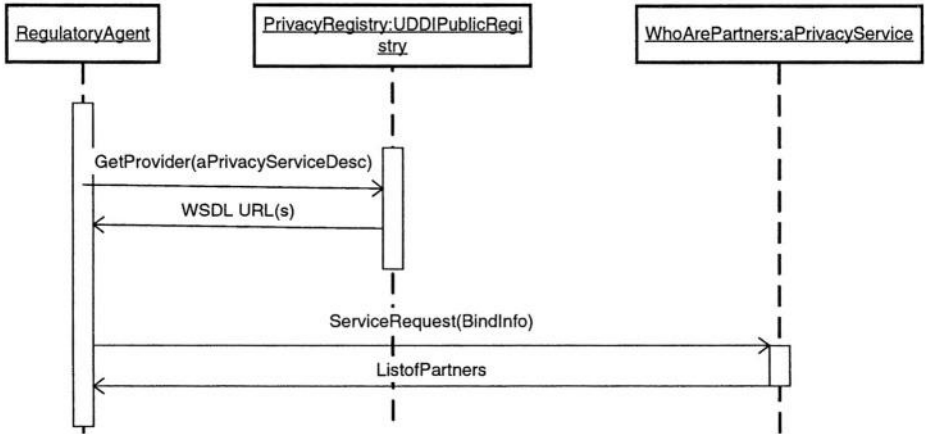 RegulatoryAgent
PrivacyRegistry:UDDIPublicRegi
stry
WhoArePartners:aPrivacyService
GetProvider(aPrivacyServiceDesc)
WSDL URL(s)
ServiceRequest(BindInfo)
ListofPartners